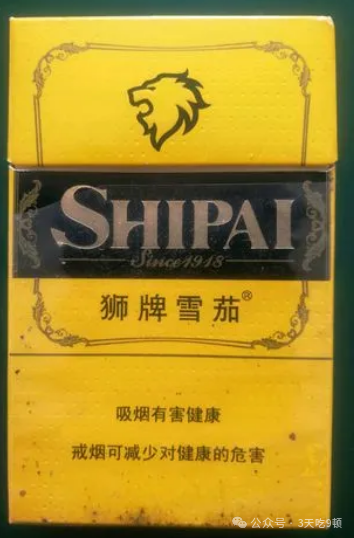 SHIPAI
Since 1918
狮牌雪茄®
吸烟有害健康
戒烟可减少对健康的危害
公众号 · 3天吃9顿